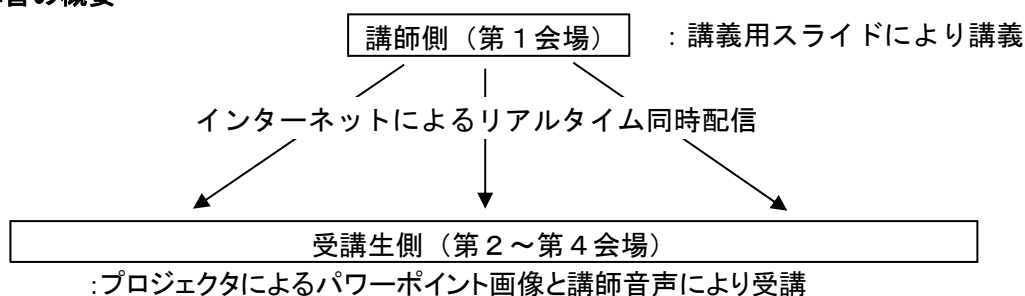 の概要
講師側（第１会場）　：講義用スライドにより講義
インターネットによるリアルタイム同時配信
受講生側（第２～第４会場）
：プロジェクタによるパワーポイント画像と講師音声により受講